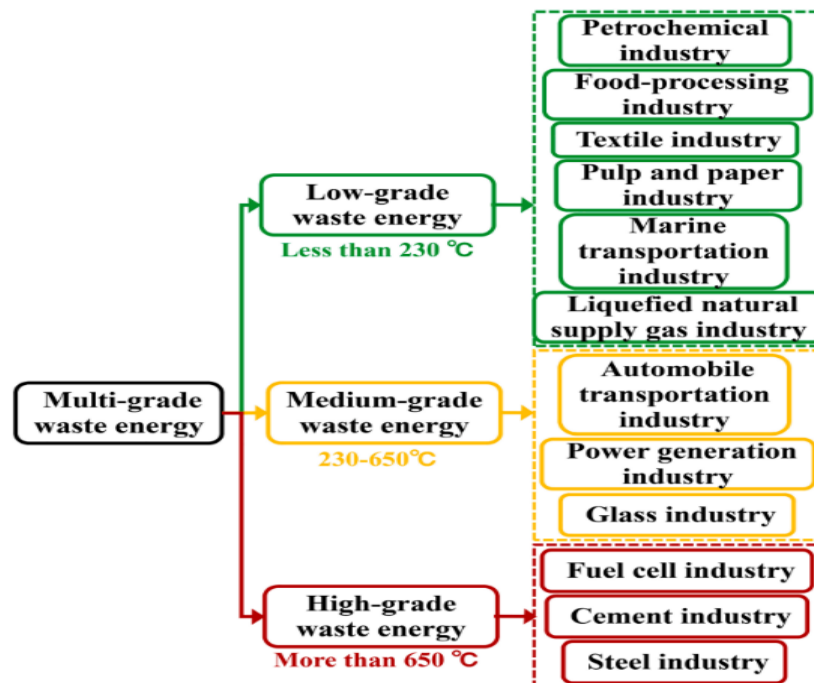 Petrochemical
industry
Food-processing
industry
Textile industry
Pulp and paper
industry
Marine
transportation
industry
Liquefied natural
supply gas industry
Low-grade
waste energy
Less than 230 ℃
Multi-grade
waste energy
Medium-grade
waste energy
230-650℃
Automobile
transportation
industry
Power generation
industry
Glass industry
High-grade
waste energy
More than 650 ℃
Fuel cell industry
Cement industry
Steel industry